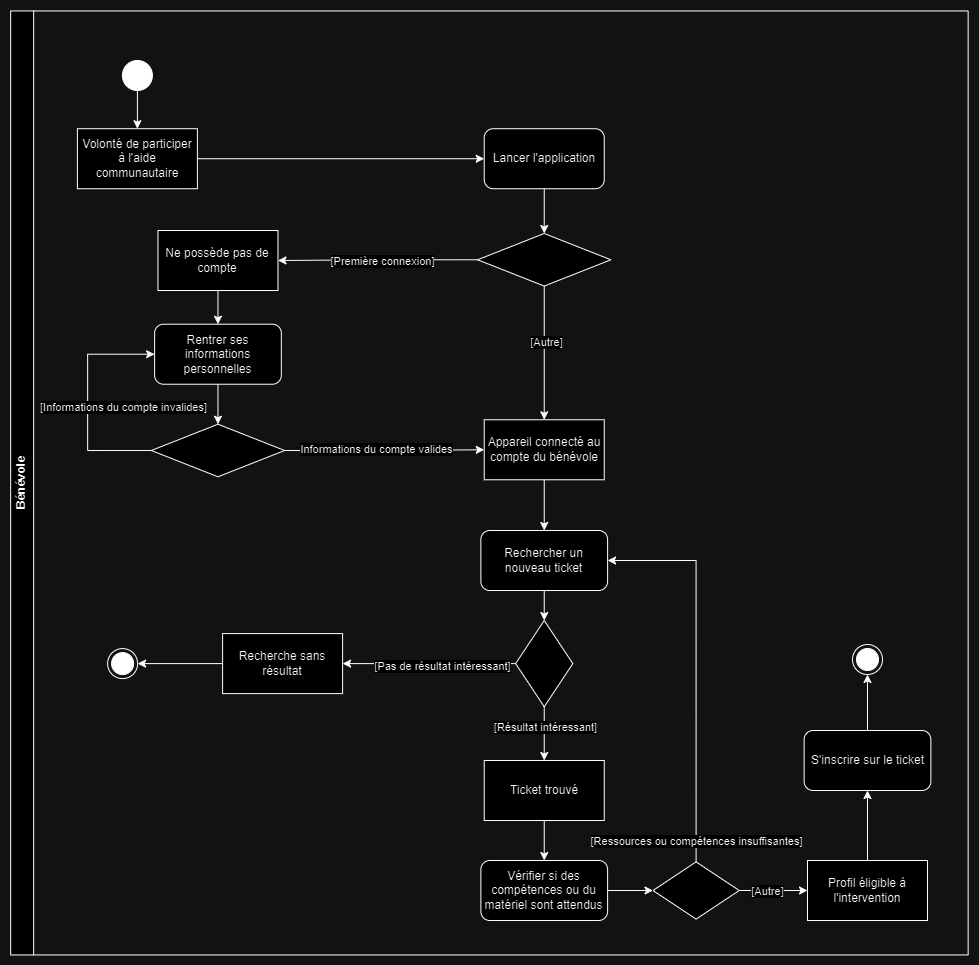 Bénévole
Volonté de participer
à l'aide
communautaire
Lancer l'application
Ne possède pas de
compte
[Première connexion]
[Autre]
Rentrer ses
informations
personnelles
[Informations du compte invalides]
Informations du compte valides
Appareil connecté au
compte du bénévole
Rechercher un
nouveau ticket
Recherche sans
résultat
[Pas de résultat intéressant]
[Résultat intéressant]
Ticket trouvé
S'inscrire sur le ticket
[Ressources ou compétences insuffisantes]
Vérifier si des
compétences ou du
matériel sont attendus
[Autre]
Profil éligible à
l'intervention